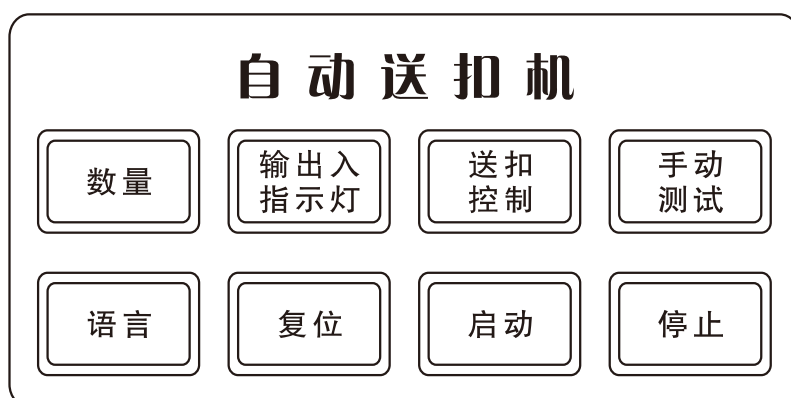 自动送扣机
数量
输出入
指示灯
送扣
控制
手动
测试
语言
复位
启动
停止